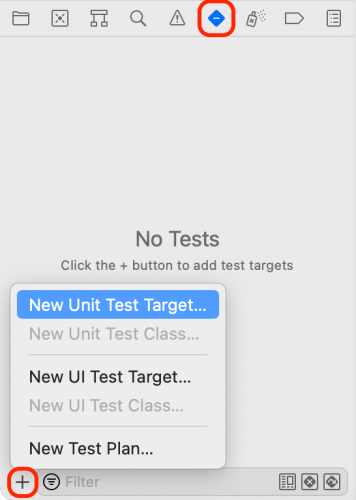 No Tests
Click the + button to add test targets
New Unit Test Target...
New Unit Test Class...
New UI Test Target...
New UI Test Class...
New Test Plan...
Filter